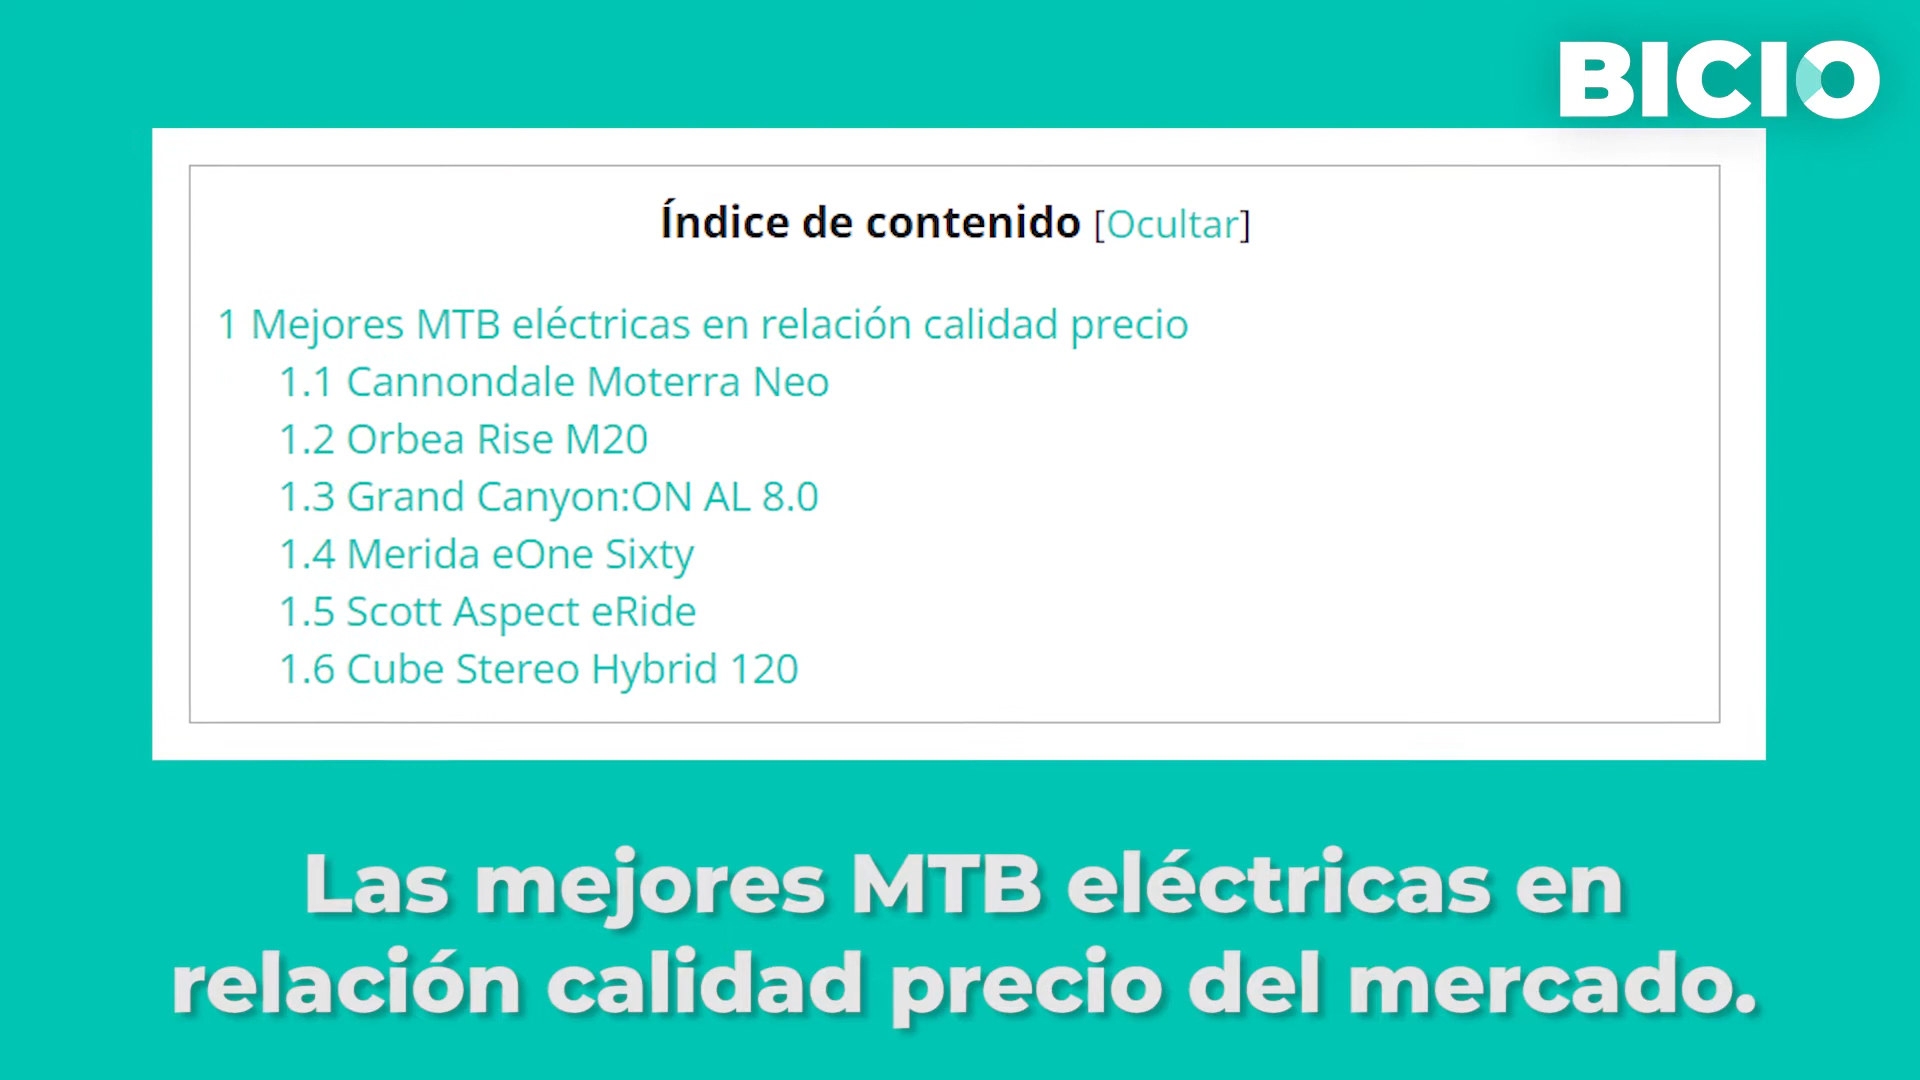 BICIO
Índice de contenido [Ocultar]
1 Mejores MTB eléctricas en relación calidad precio
1.1 Cannondale Moterra Neo
1.2 Orbea Rise M20
1.3 Grand Canyon:ON AL 8.0
1.4 Merida eOne Sixty
1.5 Scott Aspect eRide
1.6 Cube Stereo Hybrid 120
Las mejores MTB eléctricas en
relación calidad precio del mercado.